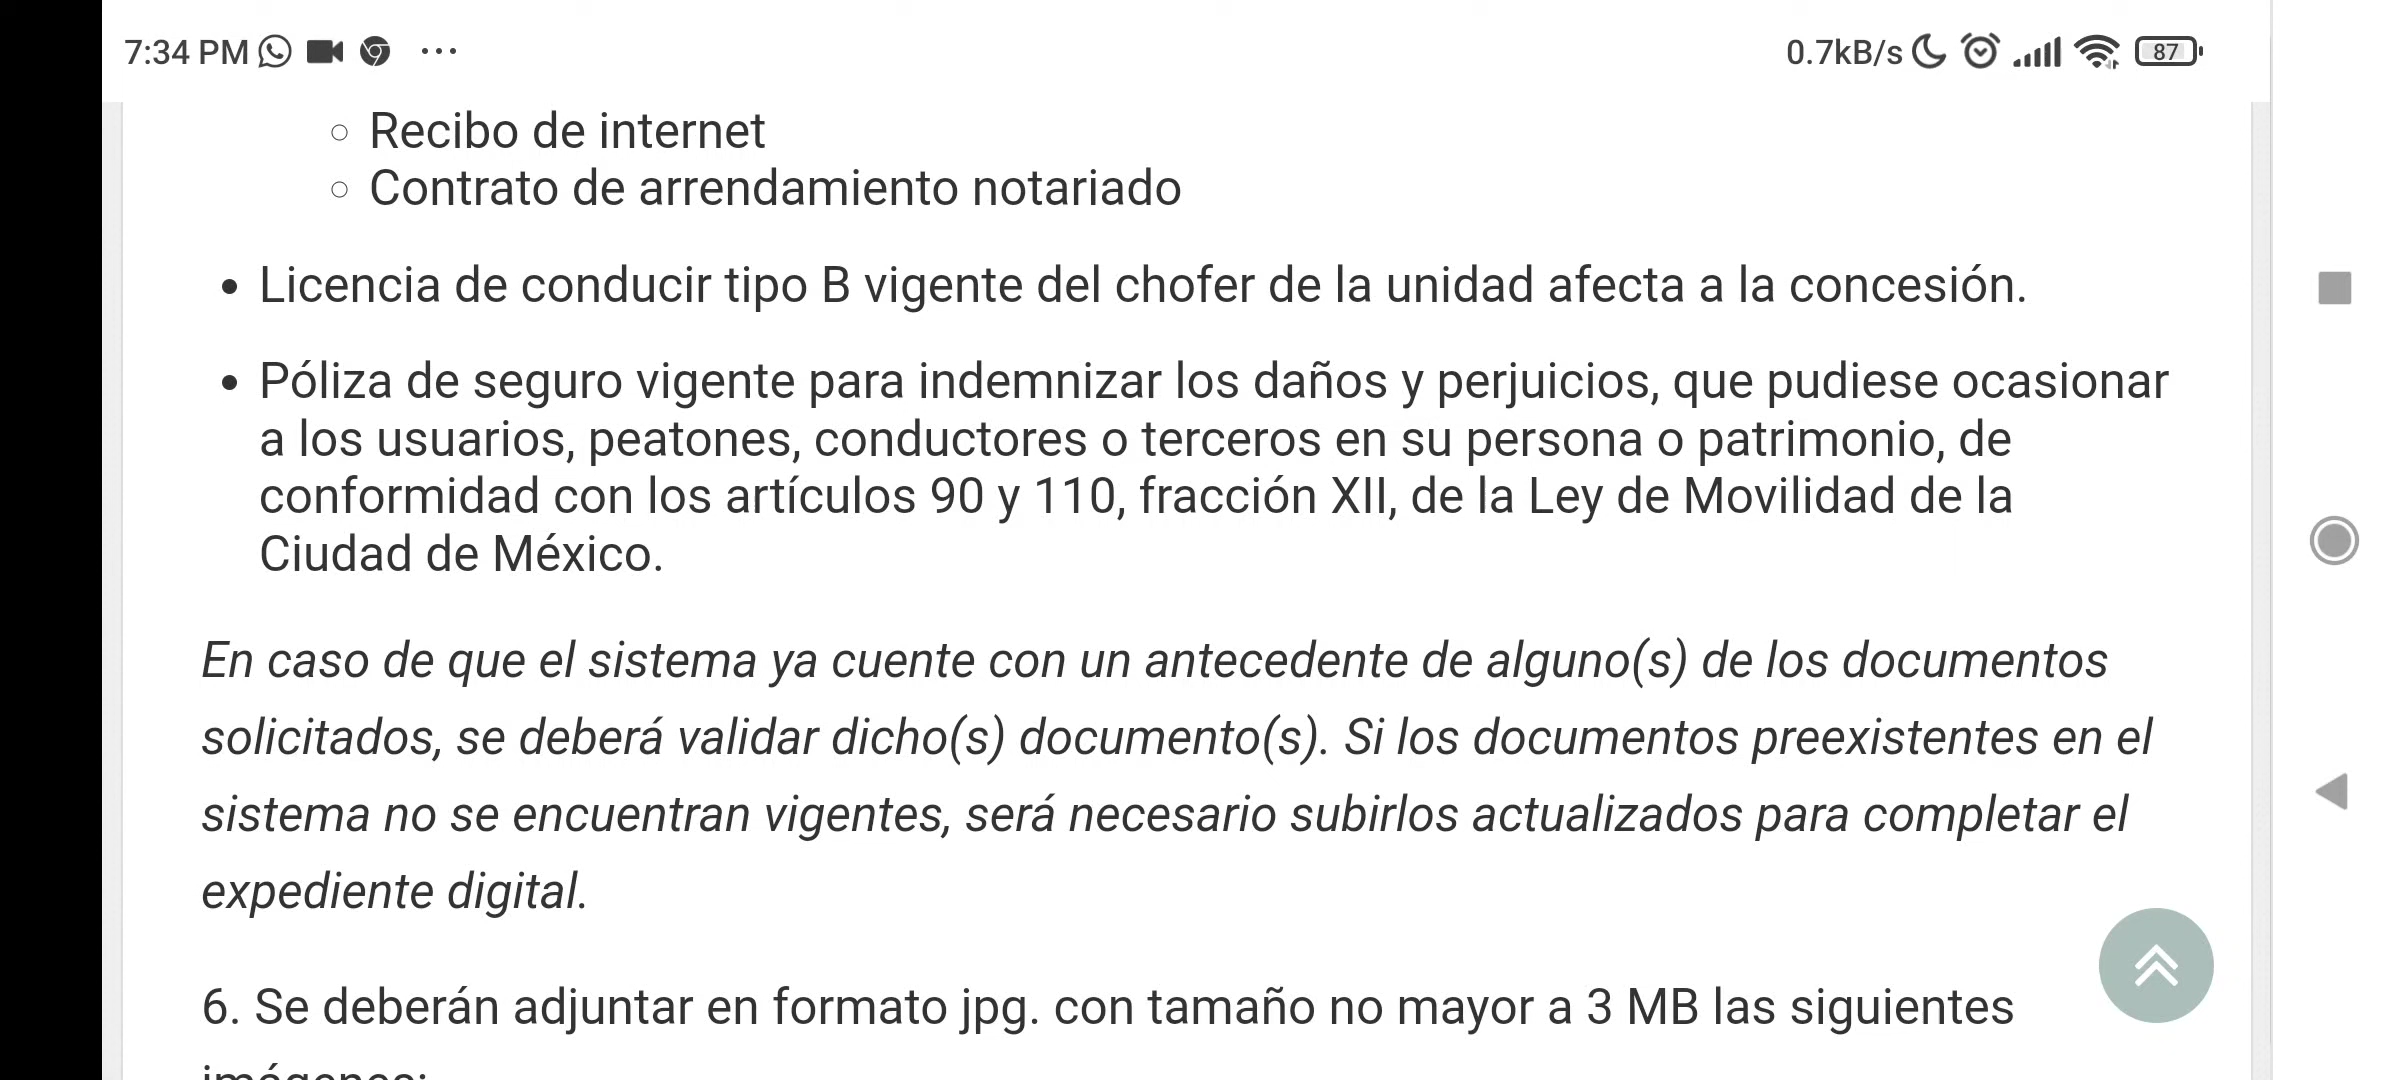 7:34 PM ... 0.7kB/s 87
○ Recibo de internet
○ Contrato de arrendamiento notariado
• Licencia de conducir tipo B vigente del chofer de la unidad afecta a la concesión.
• Póliza de seguro vigente para indemnizar los daños y perjuicios, que pudiese ocasionar
a los usuarios, peatones, conductores o terceros en su persona o patrimonio, de
conformidad con los artículos 90 y 110, fracción XII, de la Ley de Movilidad de la
Ciudad de México.
En caso de que el sistema ya cuente con un antecedente de alguno(s) de los documentos
solicitados, se deberá validar dicho(s) documento(s). Si los documentos preexistentes en el
sistema no se encuentran vigentes, será necesario subirlos actualizados para completar el
expediente digital.
6. Se deberán adjuntar en formato jpg. con tamaño no mayor a 3 MB las siguientes
imágenes: